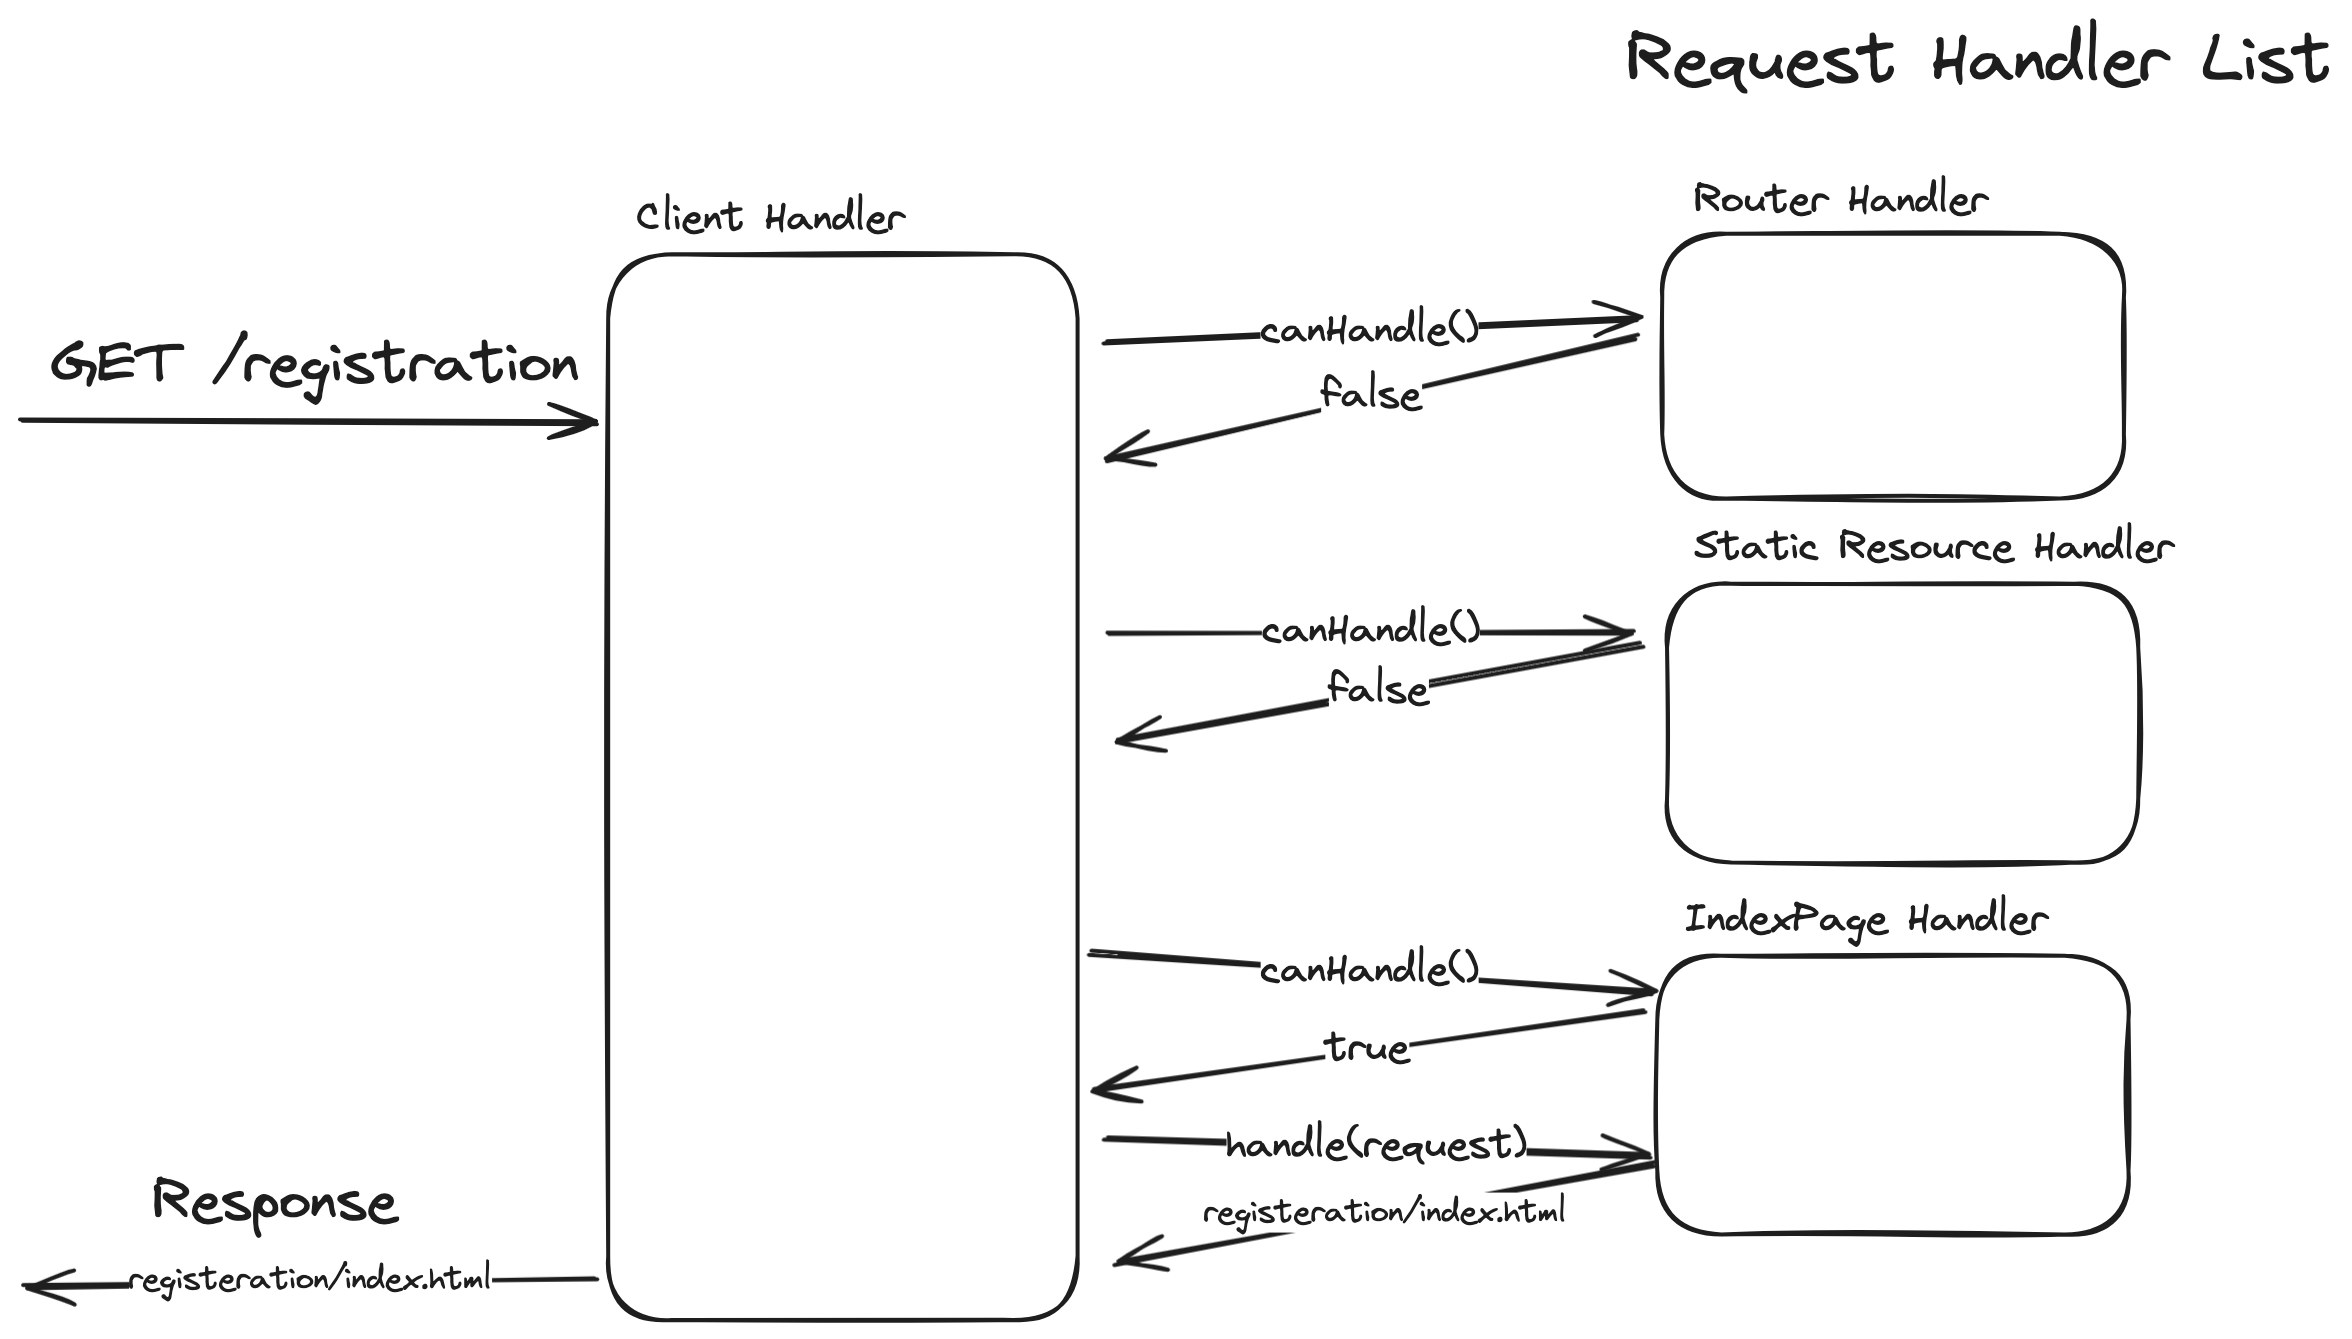 Request Handler List
Client Handler
Router Handler
GET /registration
canHandle()
false
Static Resource Handler
canHandle()
false
IndexPage Handler
canHandle()
true
handle(request)
registeration/index.html
Response
registeration/index.html